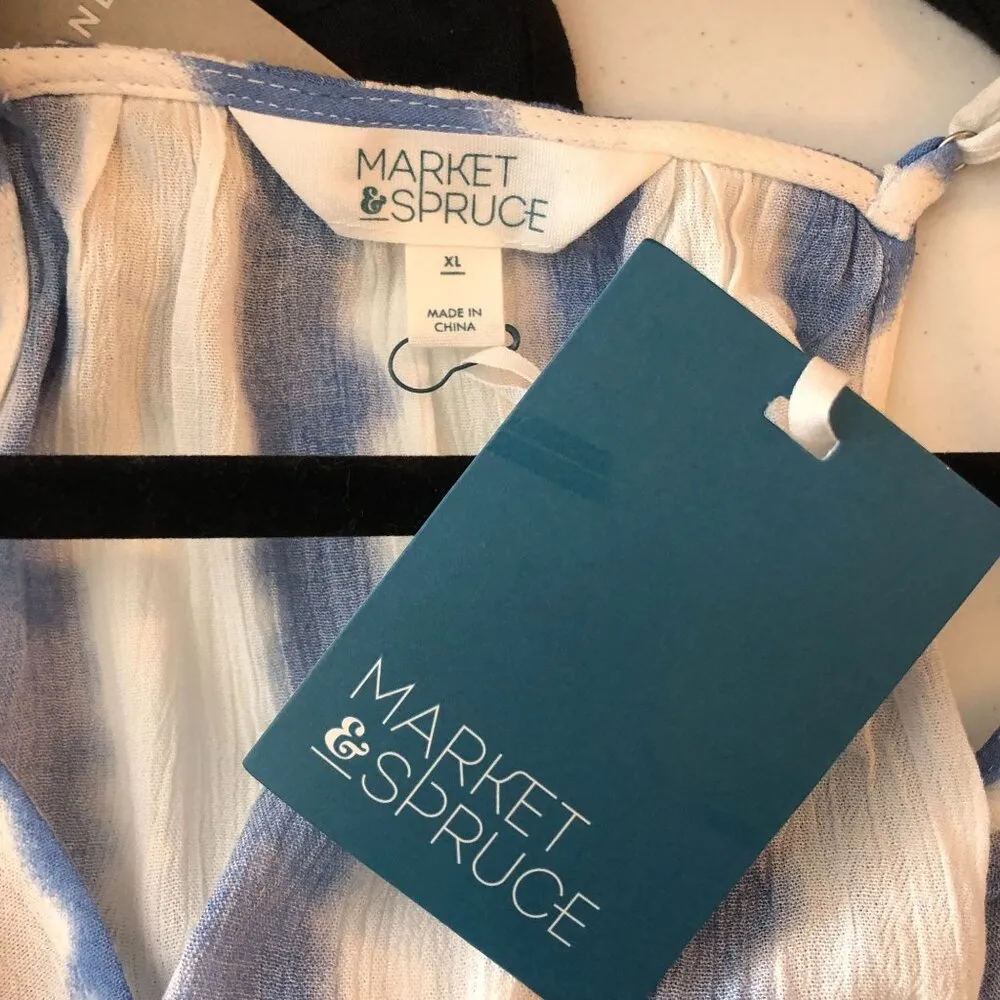 MARKET
&SPRUCE
XL
MADE IN
CHINA
MARKET
&SPRUCE